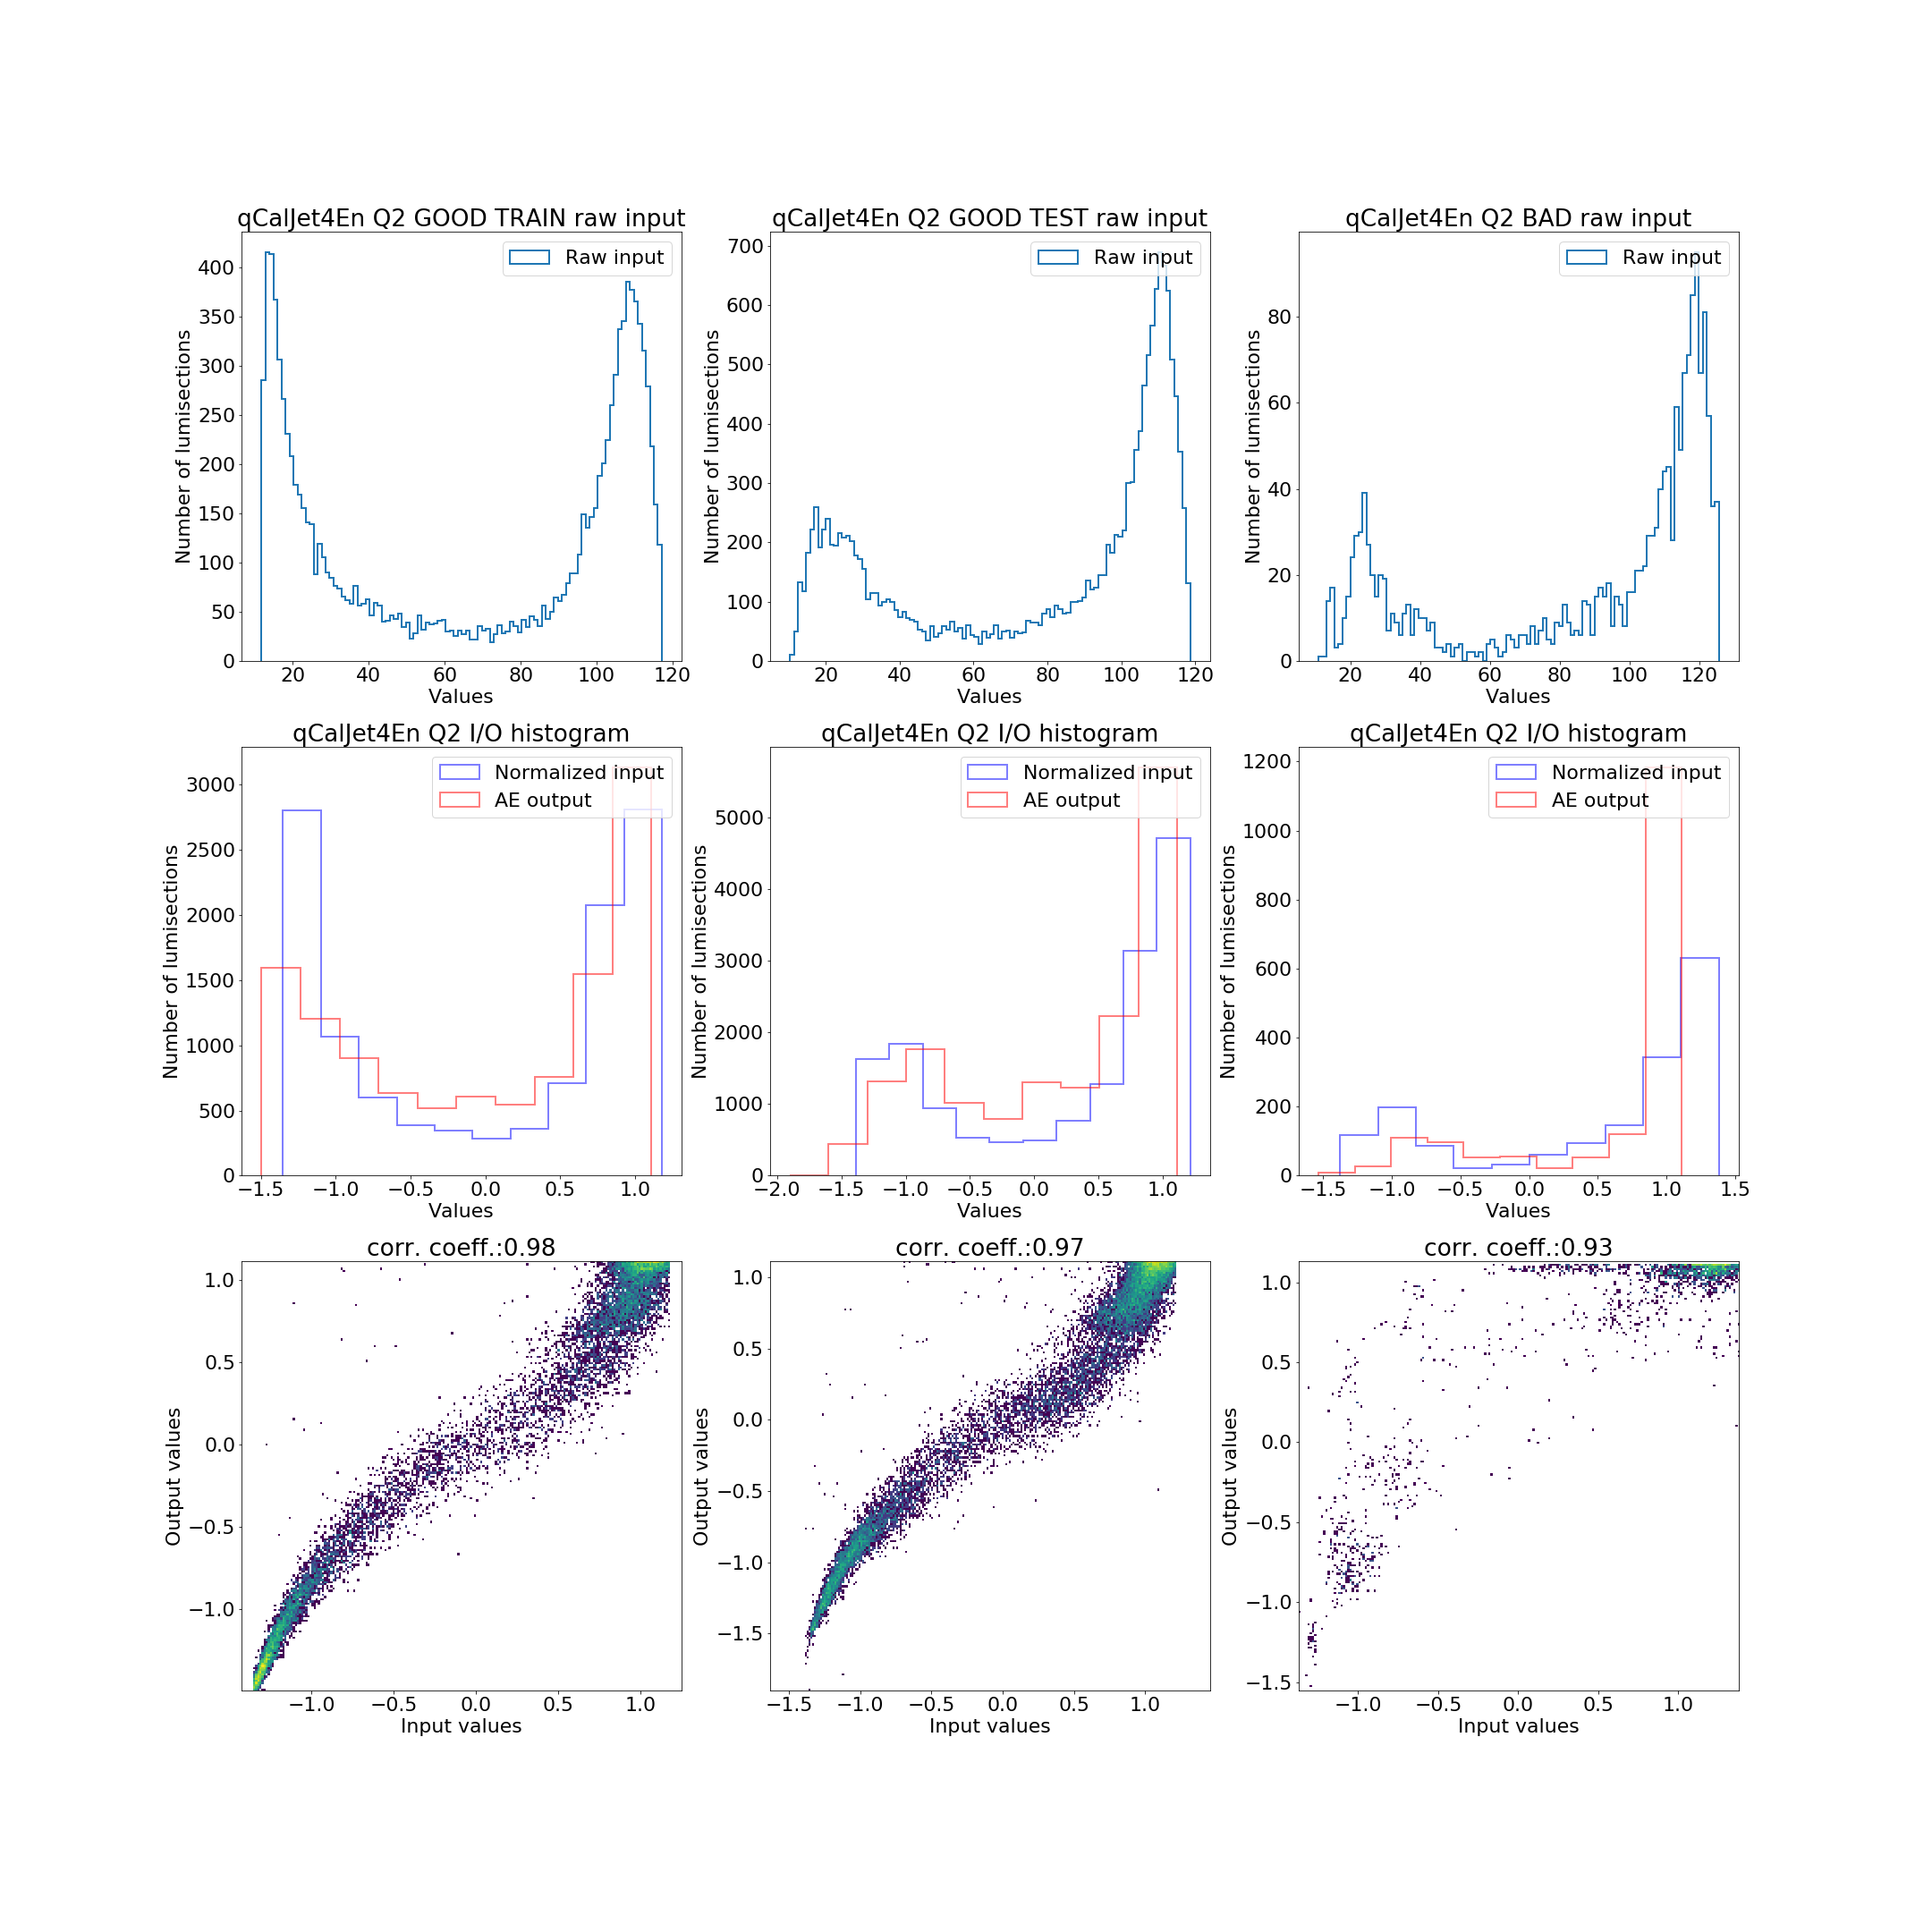 qCalJet4En Q2 GOOD TRAIN raw input
Raw input
Number of lumisections
400
350
300
250
200
150
100
50
0
20 40 60 80 100 120
Values
qCalJet4En Q2 GOOD TEST raw input
Raw input
Number of lumisections
700
600
500
400
300
200
100
0
20 40 60 80 100 120
Values
qCalJet4En Q2 BAD raw input
Raw input
Number of lumisections
80
60
40
20
0
20 40 60 80 100 120
Values
qCalJet4En Q2 I/O histogram
Normalized input
AE output
Number of lumisections
3000
2500
2000
1500
1000
500
0
−1.5 −1.0 −0.5 0.0 0.5 1.0
Values
qCalJet4En Q2 I/O histogram
Normalized input
AE output
Number of lumisections
5000
4000
3000
2000
1000
0
−2.0 −1.5 −1.0 −0.5 0.0 0.5 1.0
Values
qCalJet4En Q2 I/O histogram
Normalized input
AE output
Number of lumisections
1200
1000
800
600
400
200
0
−1.5 −1.0 −0.5 0.0 0.5 1.0 1.5
Values
corr. coeff.:0.98
Output values
1.0
0.5
0.0
−0.5
−1.0
−1.0 −0.5 0.0 0.5 1.0
Input values
corr. coeff.:0.97
Output values
1.0
0.5
0.0
−0.5
−1.0
−1.5
−1.5 −1.0 −0.5 0.0 0.5 1.0
Input values
corr. coeff.:0.93
Output values
1.0
0.5
0.0
−0.5
−1.0
−1.5
−1.0 −0.5 0.0 0.5 1.0
Input values